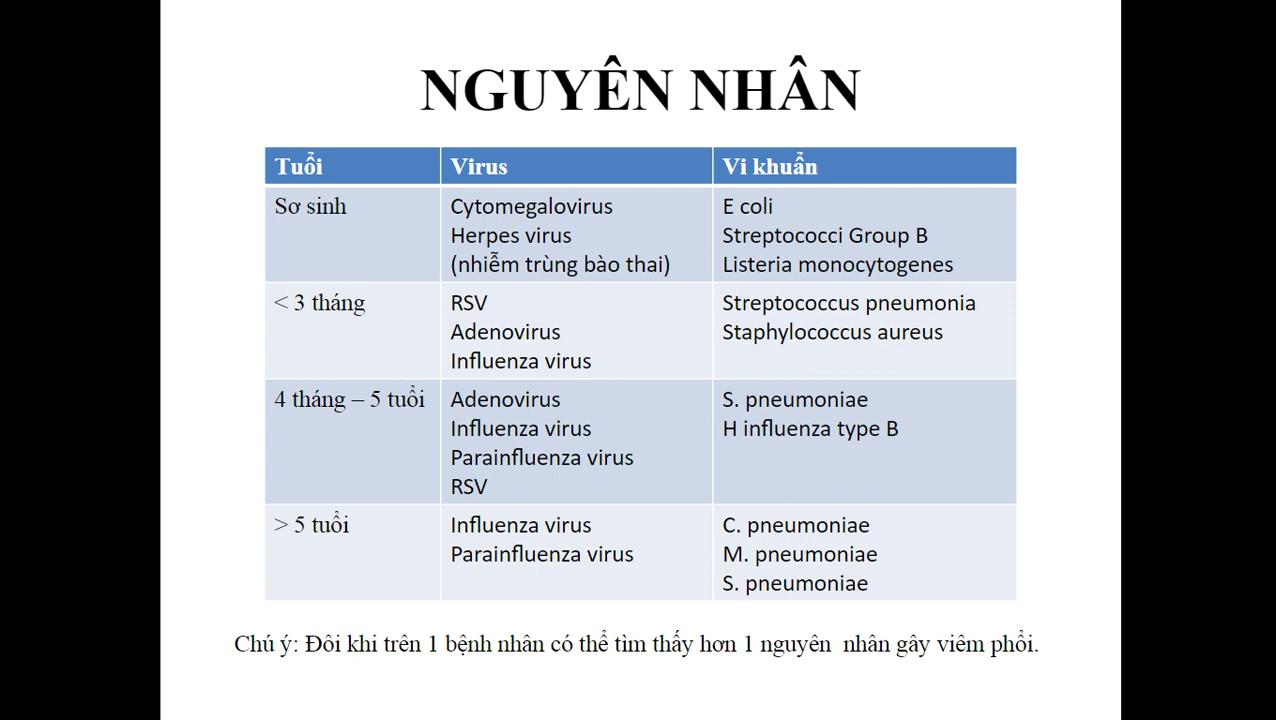 NGUYÊN NHÂN
Tuổi Virus Vi khuẩn
Sơ sinh Cytomegalovirus E coli
Herpes virus Streptococci Group B
(nhiễm trùng bào thai) Listeria monocytogenes
< 3 tháng RSV Streptococcus pneumonia
Adenovirus Staphylococcus aureus
Influenza virus
4 tháng – 5 tuổi Adenovirus S. pneumoniae
Influenza virus H influenza type B
Parainfluenza virus
RSV
> 5 tuổi Influenza virus C. pneumoniae
Parainfluenza virus M. pneumoniae
S. pneumoniae
Chú ý: Đôi khi trên 1 bệnh nhân có thể tìm thấy hơn 1 nguyên nhân gây viêm phổi.